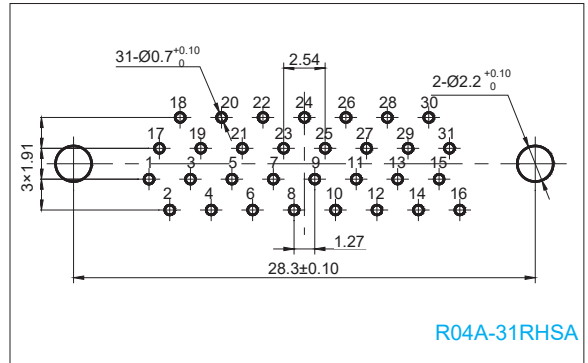 31-Ø0.7 +0.10 0
2.54
2-Ø2.2 +0.10 0
18 20 22 24 26 28 30
17 19 21 23 25 27 29 31
1 3 5 7 9 11 13 15
2 4 6 8 10 12 14 16
3×1.91
1.27
28.3±0.10
R04A-31RHSA